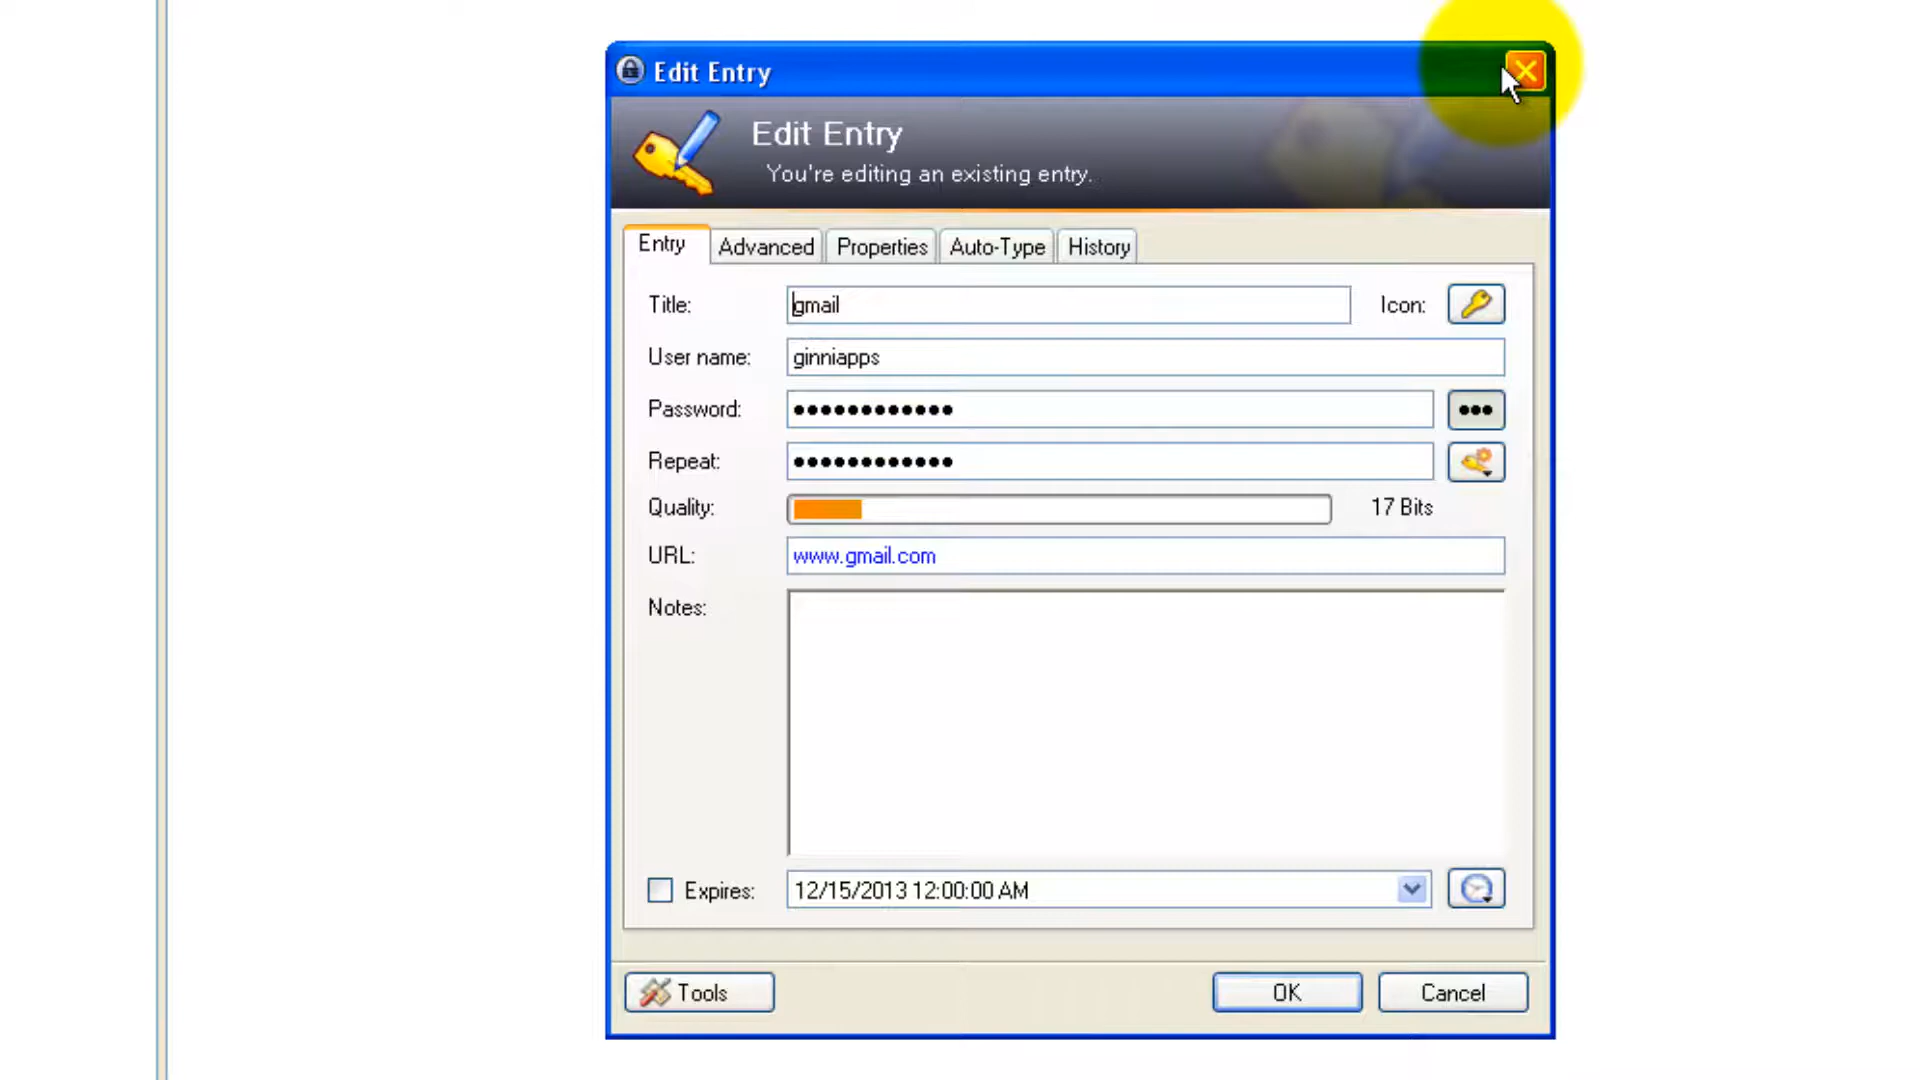 Edit Entry
Edit Entry
You're editing an existing entry.
Entry Advanced Properties Auto-Type History
Title: gmail Icon:
User name: ginniapps
Password: ●●●●●●●●●●●●
Repeat: ●●●●●●●●●●●●
Quality: 17 Bits
URL: www.gmail.com
Notes:
Expires: 12/15/2013 12:00:00 AM
Tools OK Cancel